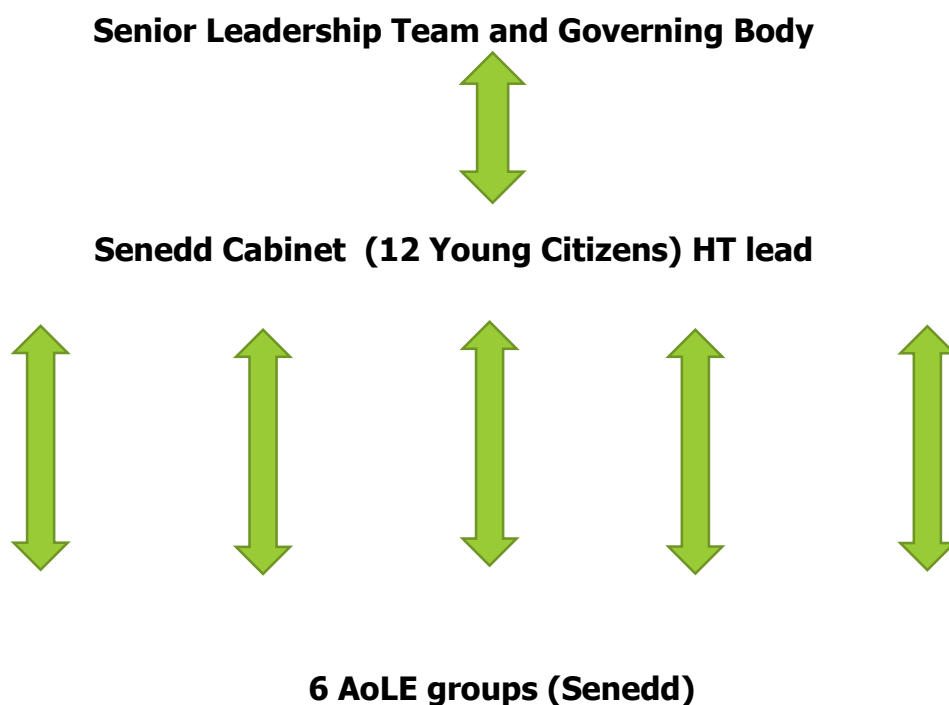 Senior Leadership Team and Governing Body
Senedd Cabinet  (12 Young Citizens) HT lead
6 AoLE groups (Senedd)